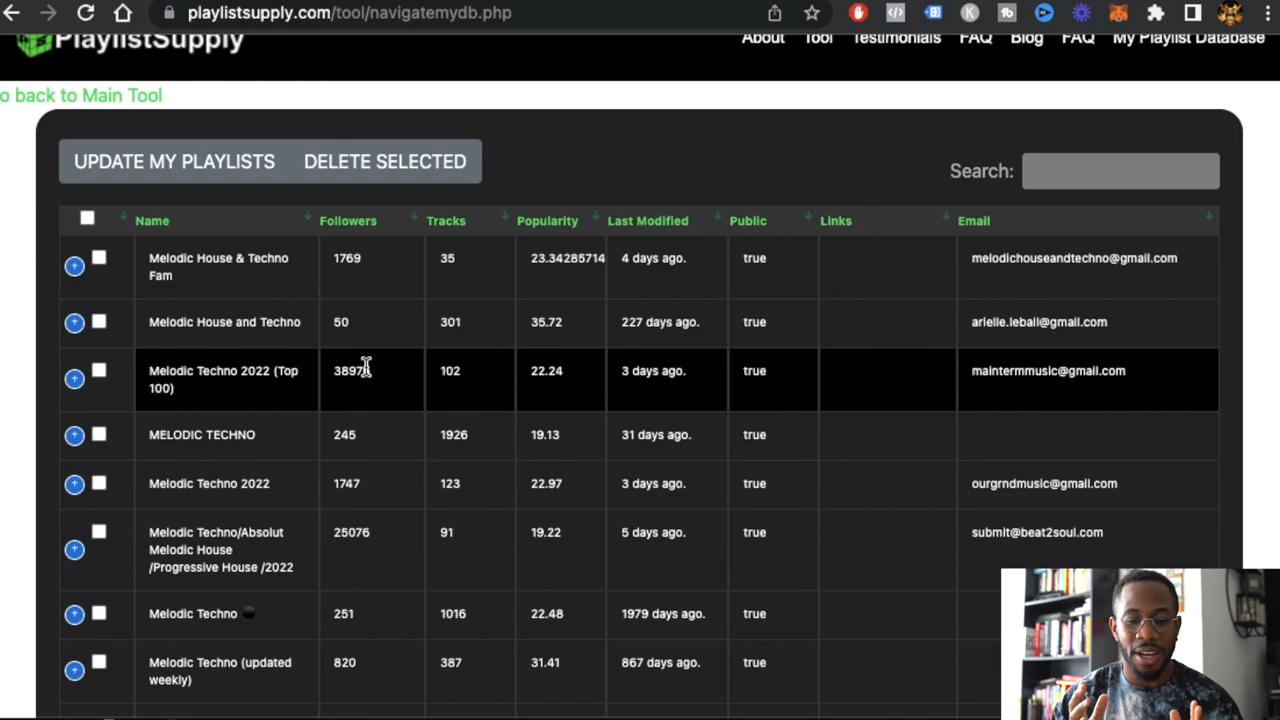 playlistsupply.com/tool/navigatemydb.php
PlaylistSupply
About Tool Testimonials FAQ Blog FAQ My Playlist Database
o back to Main Tool
UPDATE MY PLAYLISTS DELETE SELECTED
Search:
Name Followers Tracks Popularity Last Modified Public Links Email
Melodic House & Techno 1769 35 23.34285714 4 days ago. true melodichouseandtechno@gmail.com
Fam
Melodic House and Techno 50 301 35.72 227 days ago. true arielle.leball@gmail.com
Melodic Techno 2022 (Top 102 22.24 3 days ago. true maintermmusic@gmail.com
100)
MELODIC TECHNO 245 1926 19.13 31 days ago. true
Melodic Techno 2022 1747 123 22.97 3 days ago. true ourgrndmusic@gmail.com
Melodic Techno/Absolut 25076 91 19.22 5 days ago. true submit@beat2soul.com
Melodic House
/Progressive House /2022
Melodic Techno 251 1016 22.48 1979 days ago. true
Melodic Techno (updated 820 387 31.41 867 days ago. true
weekly)